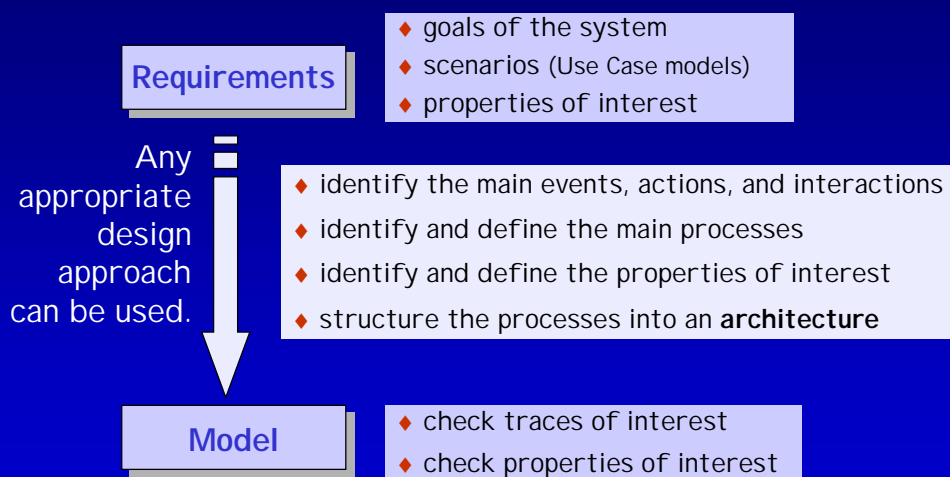 Requirements
♦ goals of the system
♦ scenarios (Use Case models)
♦ properties of interest
Any
appropriate
design
approach
can be used.
♦ identify the main events, actions, and interactions
♦ identify and define the main processes
♦ identify and define the properties of interest
♦ structure the processes into an architecture
Model
♦ check traces of interest
♦ check properties of interest